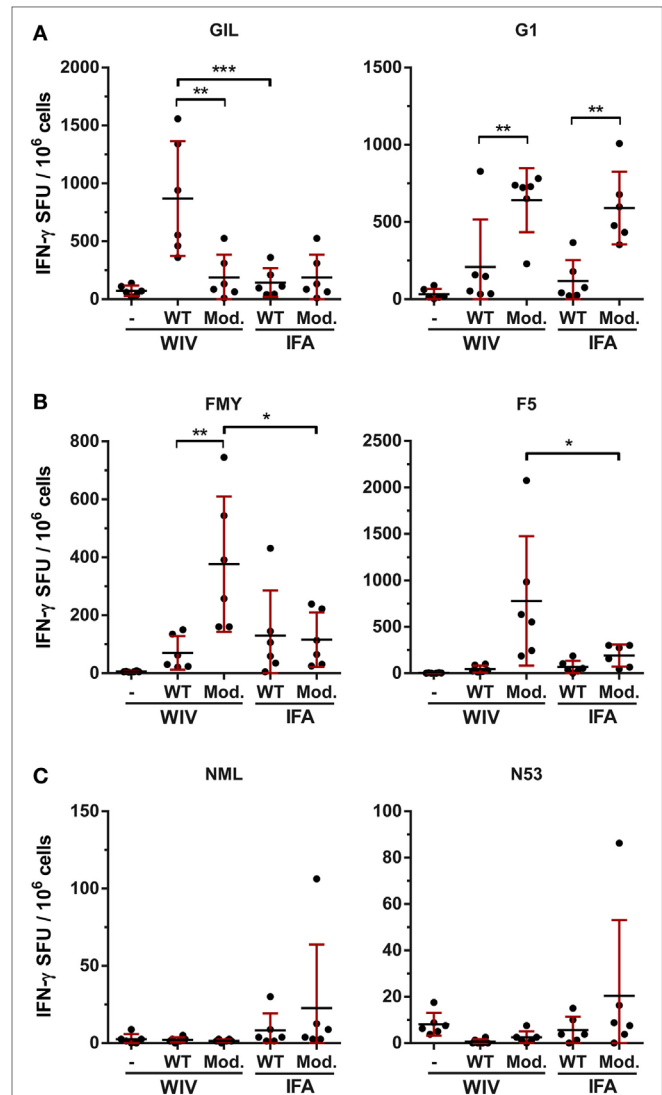 A
GIL
G1
IFN-γ SFU / 10⁶ cells
2000
1500
1000
500
0
***
**
- WT Mod. WT Mod.
WIV IFA
1500
1000
500
0
** **
- WT Mod. WT Mod.
WIV IFA
B
FMY
F5
IFN-γ SFU / 10⁶ cells
800
600
400
200
0
** *
- WT Mod. WT Mod.
WIV IFA
2500
2000
1500
1000
500
0
*
- WT Mod. WT Mod.
WIV IFA
C
NML
N53
IFN-γ SFU / 10⁶ cells
150
100
50
25
0
- WT Mod. WT Mod.
WIV IFA
100
80
60
40
20
10
0
- WT Mod. WT Mod.
WIV IFA